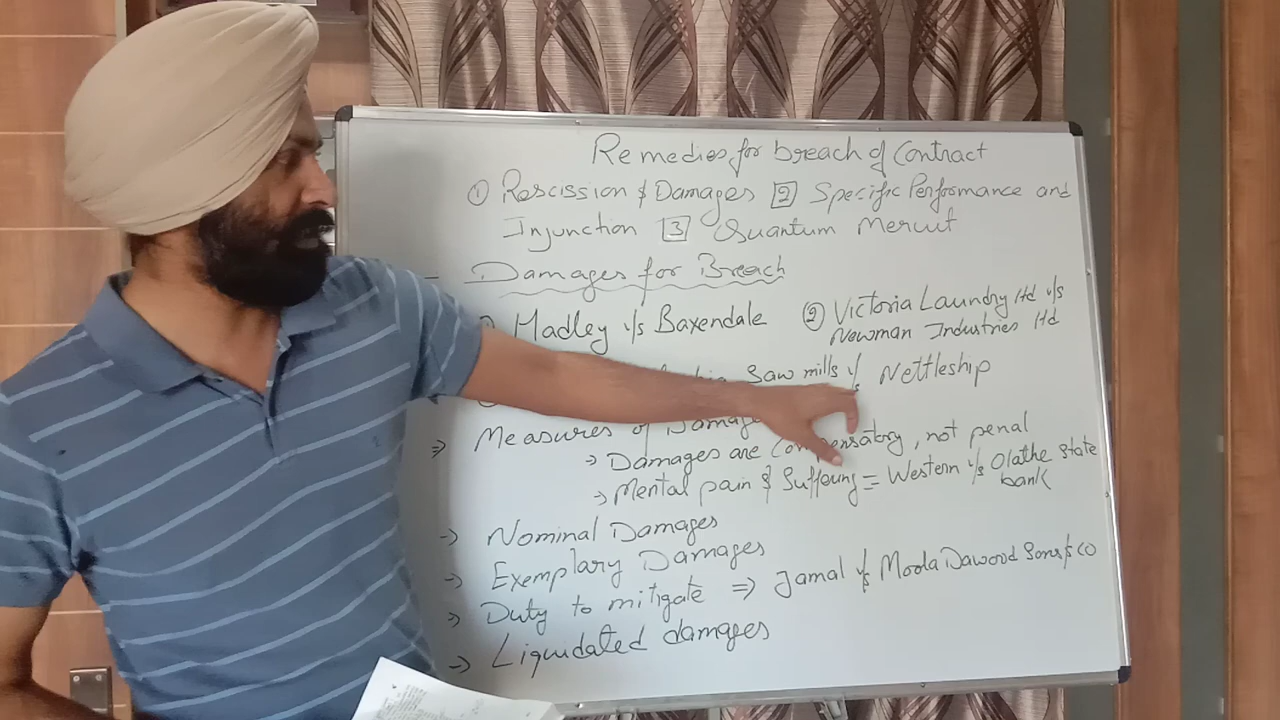 Remedies for breach of Contract
① Rescission & Damages [2] Specific Performance and
Injunction [3] Quantum Meruit
Damages for Breach
Hadley v/s Baxendale ② Victoria Laundry ltd v/s
Newman Industries ltd
Saw mills v/s Nettleship
⇒ Measures of Damage
→ Damages are Compensatory, not penal
→ Mental pain & Suffering = Western v/s Olathe State
bank
→ Nominal Damages
→ Exemplary Damages
→ Duty to mitigate ⇒ Jamal v/s Moola Dawood Sons & CO
→ Liquidated damages